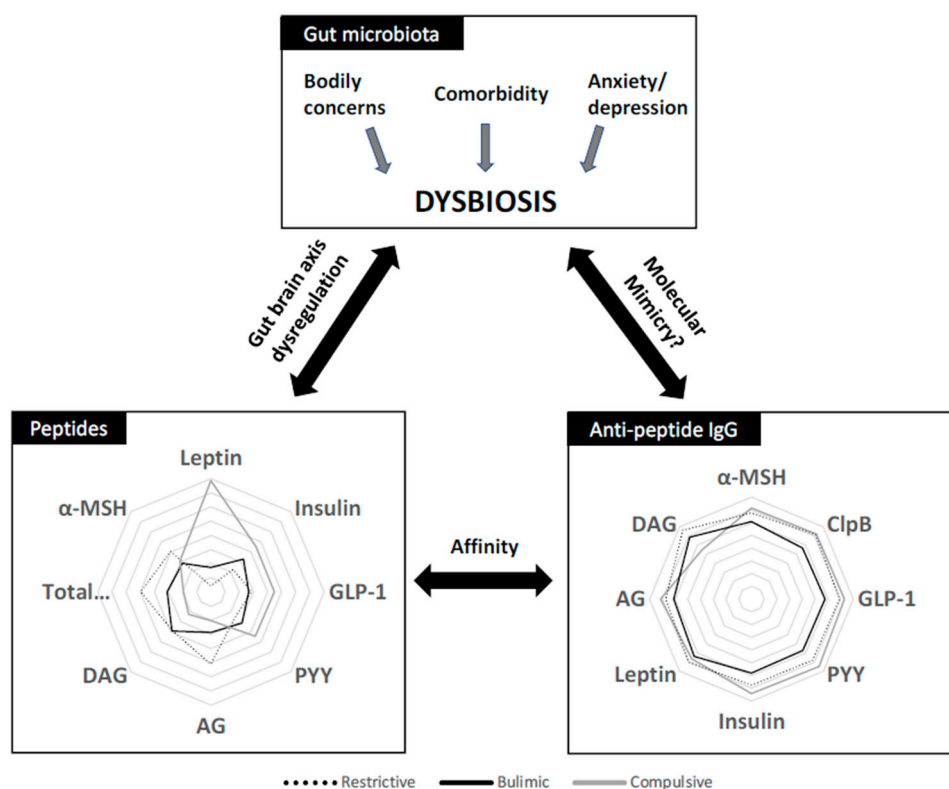 Gut microbiota
Bodily
concerns
Comorbidity
Anxiety/
depression
DYSBIOSIS
Gut brain axis
dysregulation
Molecular
Mimicry?
Peptides
Leptin
α-MSH
Insulin
Total...
GLP-1
DAG
PYY
AG
Affinity
Anti-peptide IgG
α-MSH
DAG
ClpB
AG
GLP-1
Leptin
PYY
Insulin
Restrictive
Bulimic
Compulsive